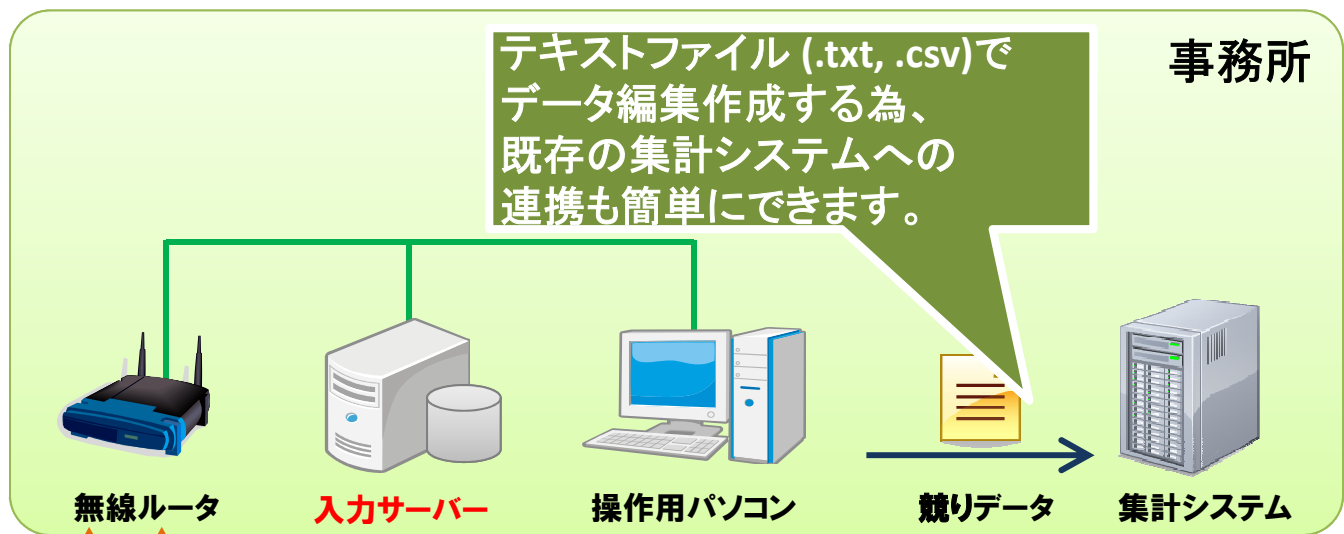 事務所
テキストファイル (.txt, .csv)で
データ編集作成する為、
既存の集計システムへの
連携も簡単にできます。
無線ルータ
入力サーバー
操作用パソコン
競りデータ
集計システム